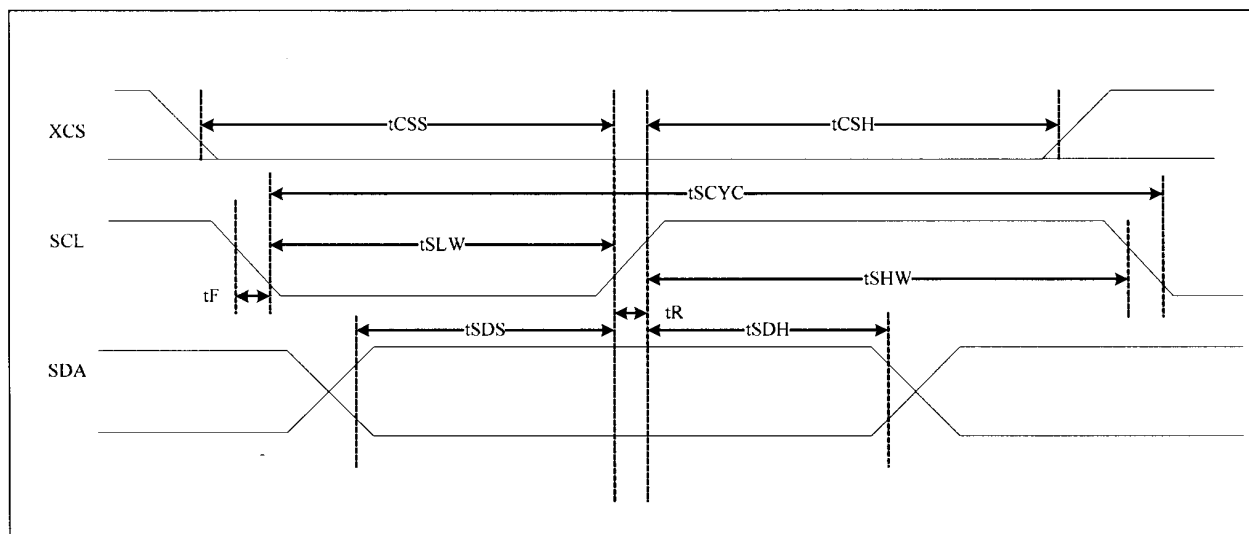 XCS
tCSS
tCSH
tSCYC
SCL
tSLW
tSHW
tF
tR
tSDS
tSDH
SDA